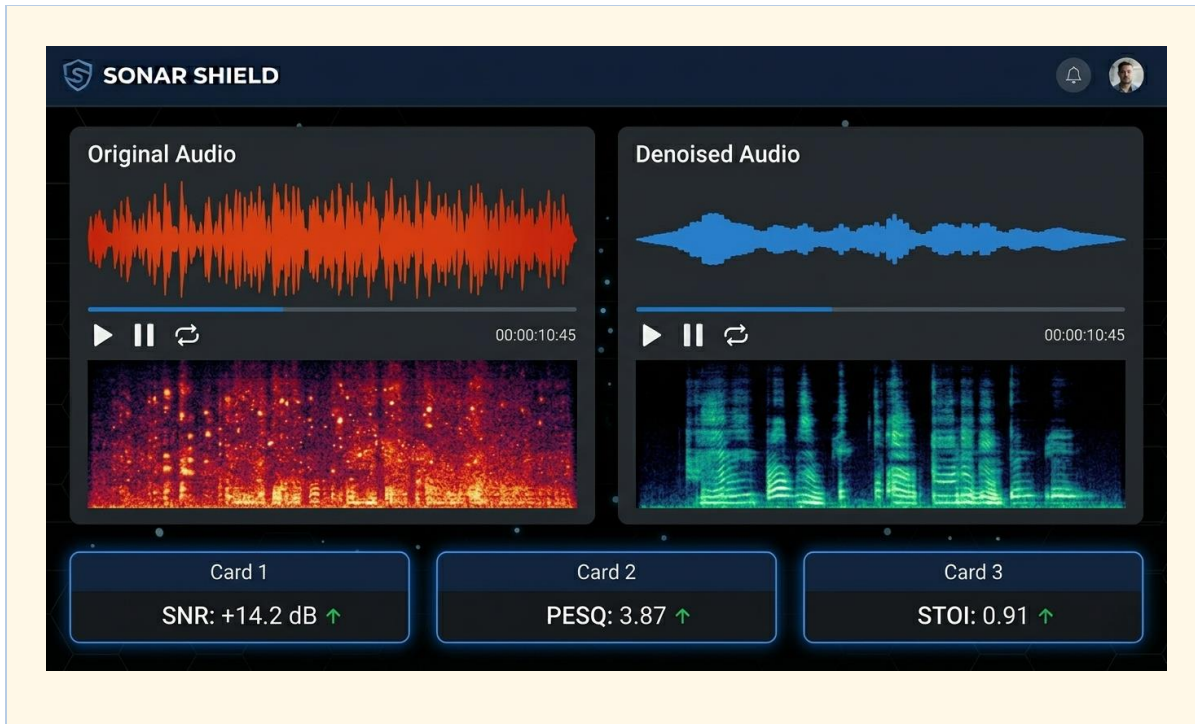 SONAR SHIELD
Original Audio
00:00:10:45
Denoised Audio
00:00:10:45
Card 1
SNR: +14.2 dB ↑
Card 2
PESQ: 3.87 ↑
Card 3
STOI: 0.91 ↑